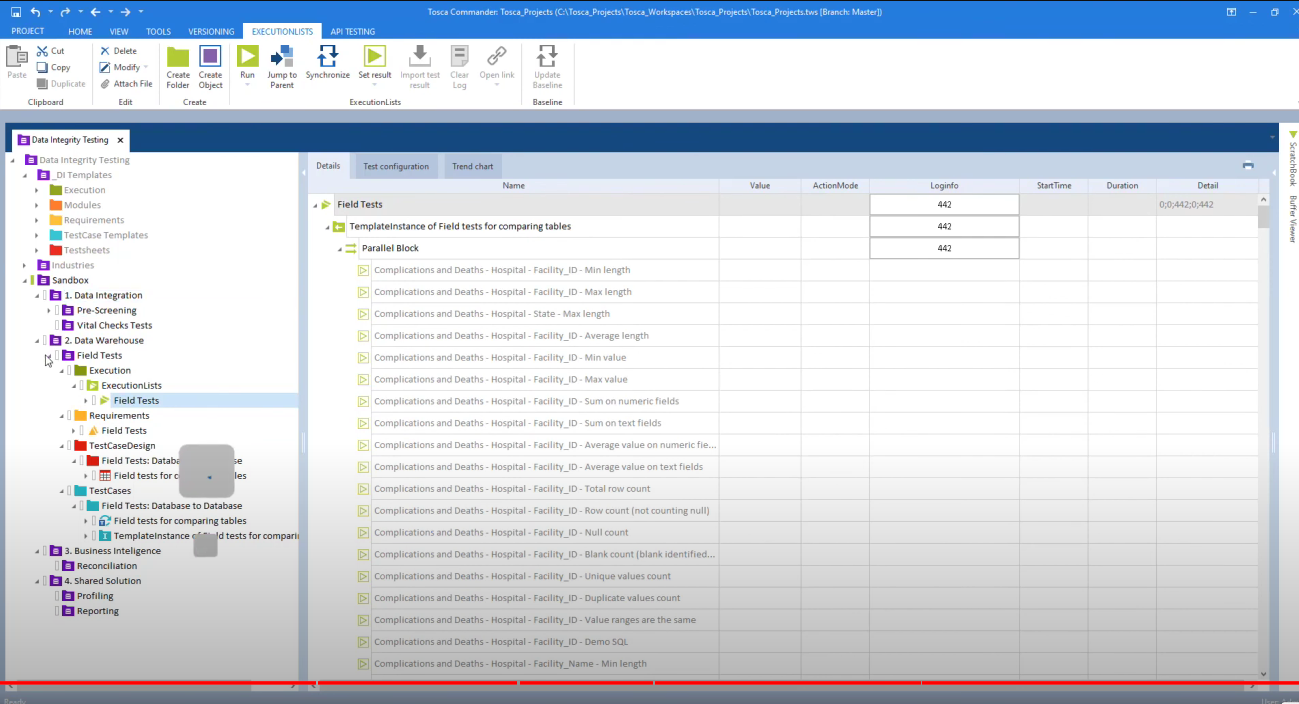 Tosca Commander: Tosca_Projects (C:\Tosca_Projects\Tosca_Workspaces\Tosca_Projects\Tosca_Projects.tws [Branch: Master])
PROJECT HOME VIEW TOOLS VERSIONING EXECUTIONLISTS API TESTING
Paste
Cut
Copy
Duplicate
Clipboard
Delete
Modify
Attach File
Edit
Create Folder
Create Object
Create
Run
Jump to Parent
Synchronize
Set result
Import test result
Clear Log
Open link
ExecutionLists
Update Baseline
Baseline
Data Integrity Testing
Data Integrity Testing
_DI Templates
Execution
Modules
Requirements
TestCase Templates
Testsheets
Industries
Sandbox
1. Data Integration
Pre-Screening
Vital Checks Tests
2. Data Warehouse
Field Tests
Execution
ExecutionLists
Field Tests
Requirements
Field Tests
TestCaseDesign
Field Tests:
Field tests for
TestCases
Field Tests: Database to Database
Field tests for comparing tables
TemplateInstance
3. Business Inteligence
Reconciliation
4. Shared Solution
Profiling
Reporting
Details Test configuration Trend chart
Name Value ActionMode Loginfo StartTime Duration Detail
Field Tests 442 0;0;442;0;442
TemplateInstance of Field tests for comparing tables 442
Parallel Block 442
Complications and Deaths - Hospital - Facility_ID - Min length
Complications and Deaths - Hospital - Facility_ID - Max length
Complications and Deaths - Hospital - State - Max length
Complications and Deaths - Hospital - Facility_ID - Average length
Complications and Deaths - Hospital - Facility_ID - Min value
Complications and Deaths - Hospital - Facility_ID - Max value
Complications and Deaths - Hospital - Facility_ID - Sum on numeric fields
Complications and Deaths - Hospital - Facility_ID - Sum on text fields
Complications and Deaths - Hospital - Facility_ID - Average value on numeric fie...
Complications and Deaths - Hospital - Facility_ID - Average value on text fields
Complications and Deaths - Hospital - Facility_ID - Total row count
Complications and Deaths - Hospital - Facility_ID - Row count (not counting null)
Complications and Deaths - Hospital - Facility_ID - Null count
Complications and Deaths - Hospital - Facility_ID - Blank count (blank identified...
Complications and Deaths - Hospital - Facility_ID - Unique values count
Complications and Deaths - Hospital - Facility_ID - Duplicate values count
Complications and Deaths - Hospital - Facility_ID - Value ranges are the same
Complications and Deaths - Hospital - Facility_ID - Demo SQL
Complications and Deaths - Hospital - Facility_Name - Min length
ScratchBook
Buffer Viewer
Ready